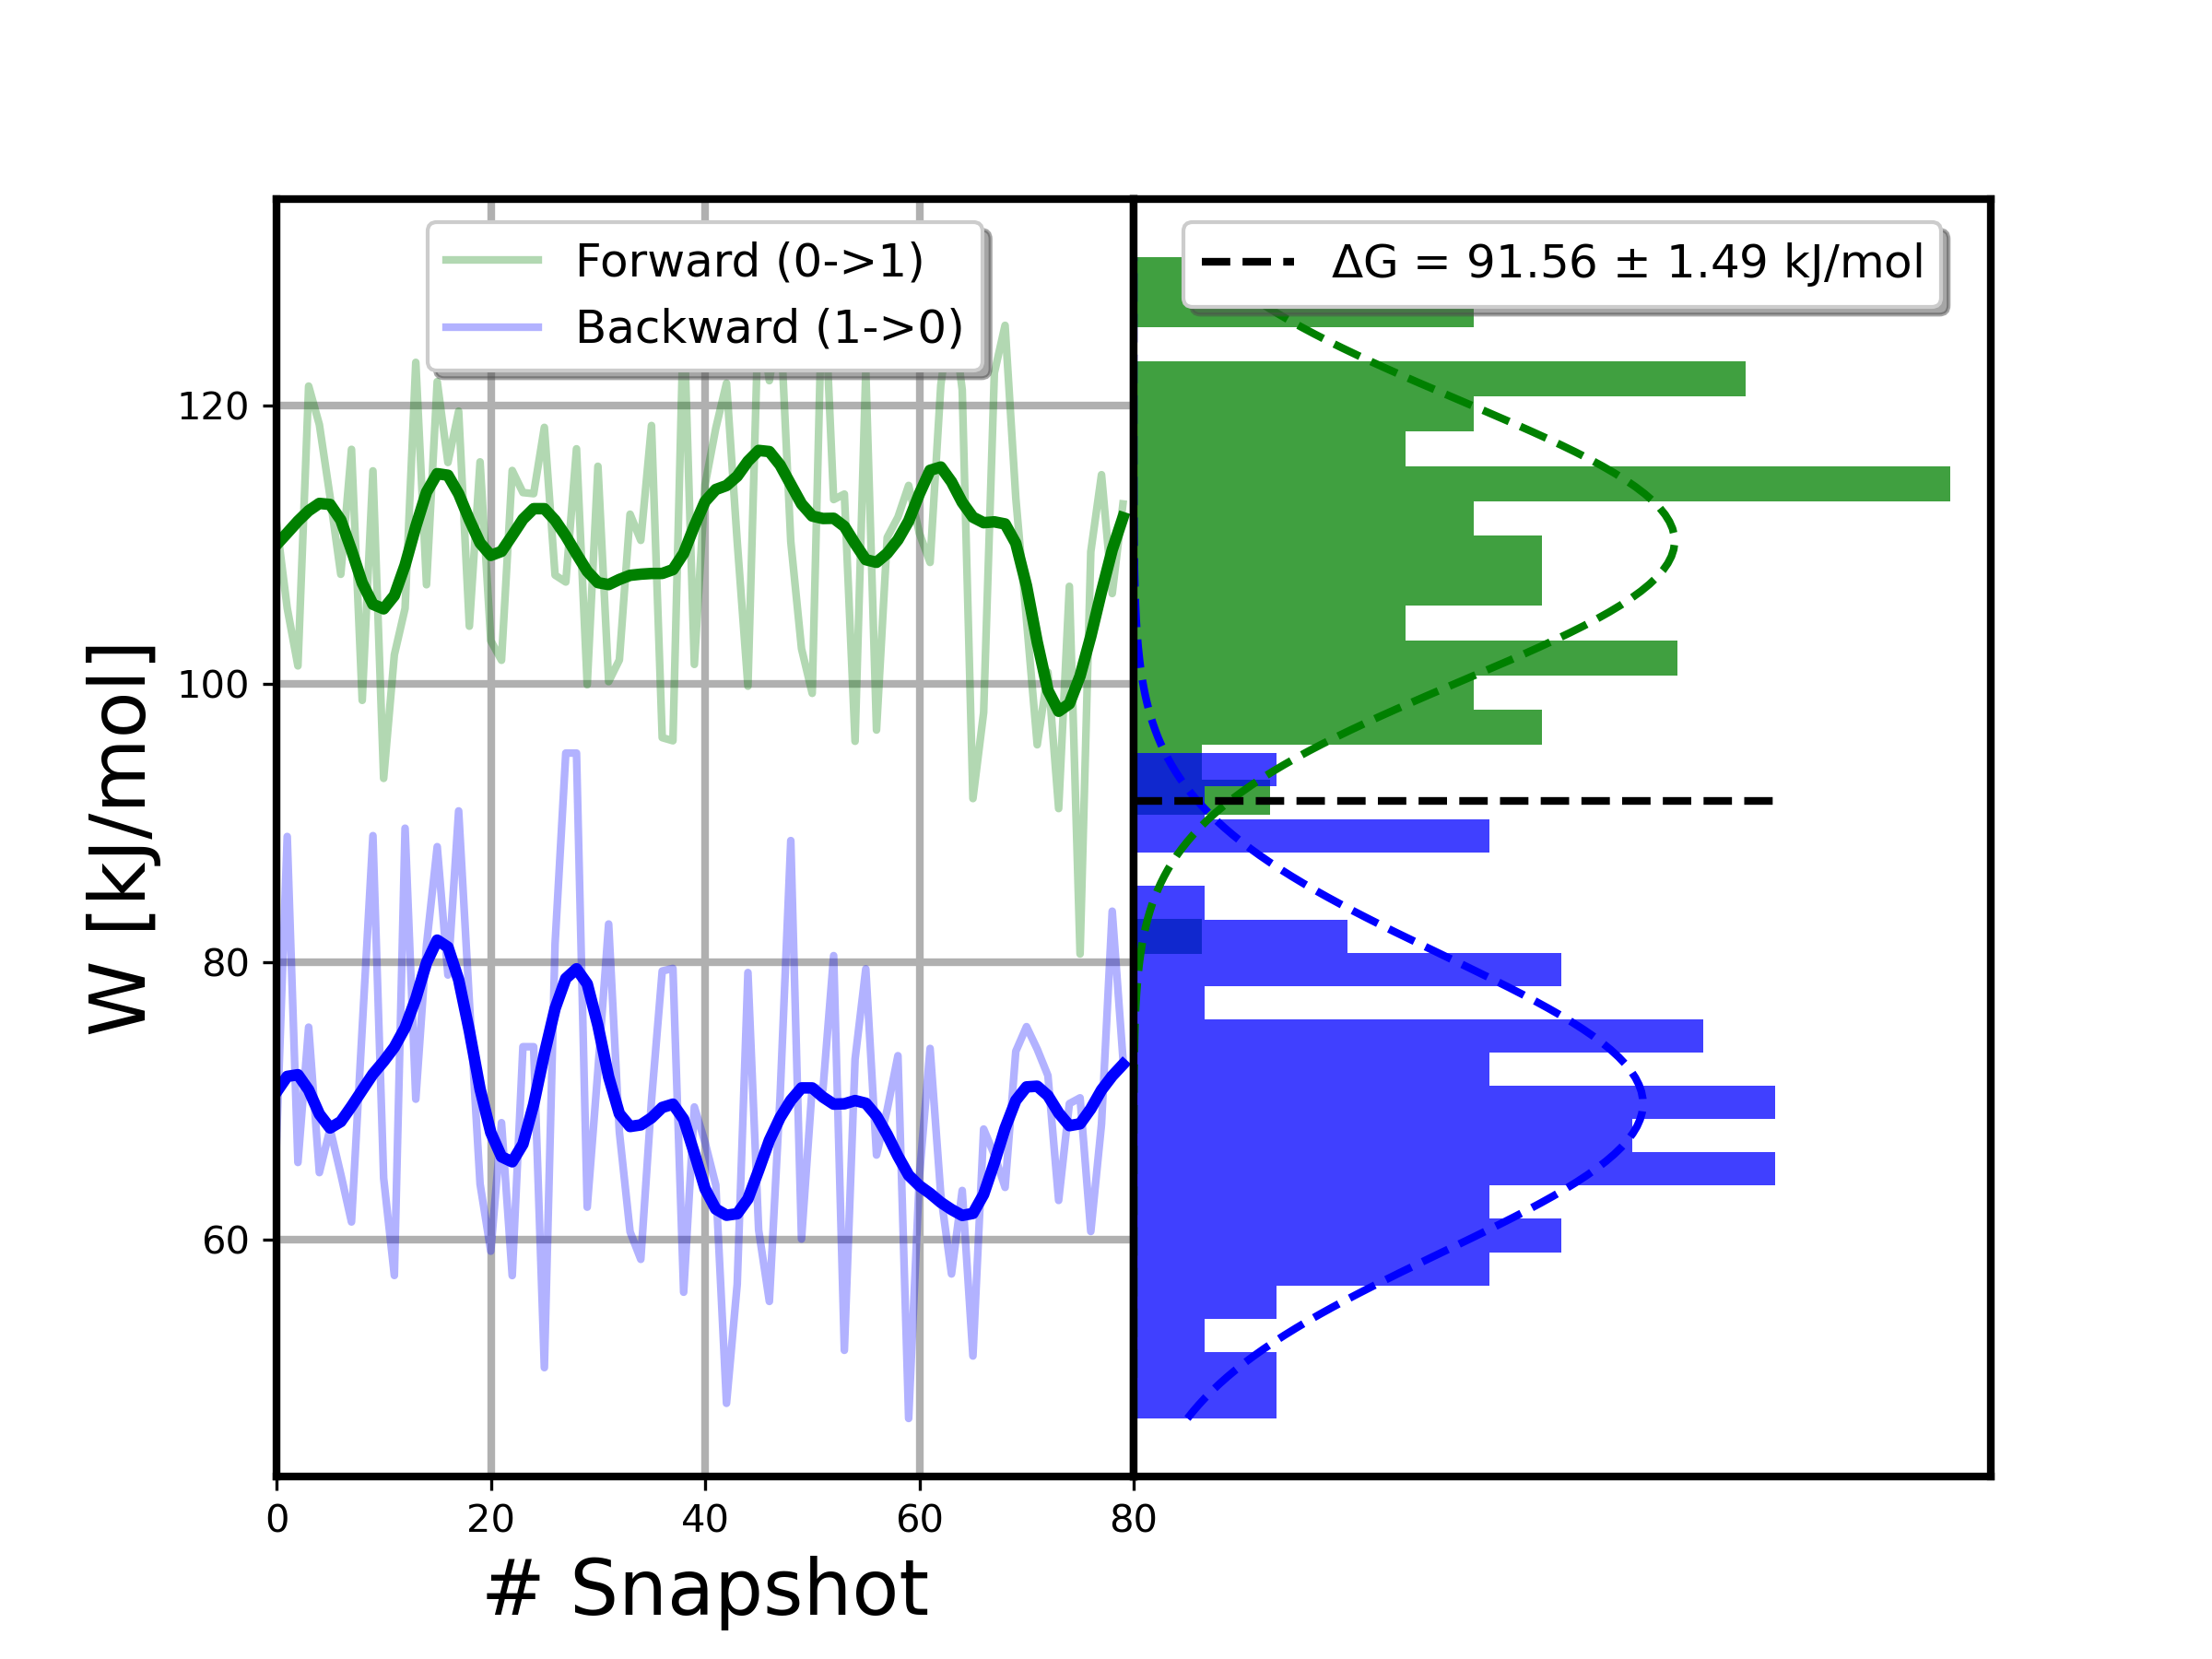 Forward (0->1)
Backward (1->0)
ΔG = 91.56 ± 1.49 kJ/mol
W [kJ/mol]
120
100
80
60
0 20 40 60 80
# Snapshot